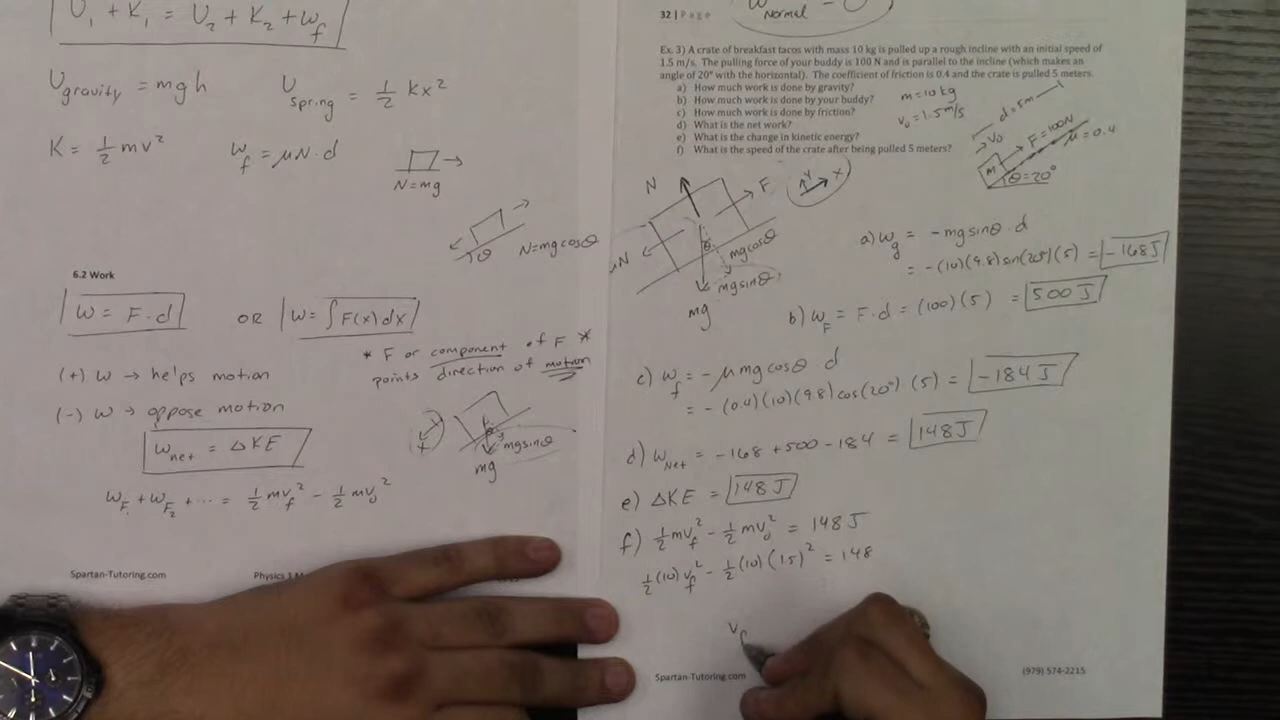 U₁ + K₁ = U₂ + K₂ + W_f
U_gravity = mgh
U_spring = ½ Kx²
K = ½ mv²
W_f = μN·d
N=mg
θ
N=mgcosθ
6.2 Work
W = F·d
OR
W=∫F(x)dx
* F or component of F *
points direction of motion
(+) W → helps motion
(-) W → oppose motion
W_net = ΔKE
x
y
mgsinθ
mg
W_F₁ + W_F₂ + ... = ½ mv_f² - ½ mv₀²
Spartan-Tutoring.com
Physics 1
W_Normal = 0
32 | Page
Ex. 3) A crate of breakfast tacos with mass 10 kg is pulled up a rough incline with an initial speed of
1.5 m/s. The pulling force of your buddy is 100 N and is parallel to the incline (which makes an
angle of 20° with the horizontal). The coefficient of friction is 0.4 and the crate is pulled 5 meters.
a) How much work is done by gravity?
b) How much work is done by your buddy?
c) How much work is done by friction?
d) What is the net work?
e) What is the change in kinetic energy?
f) What is the speed of the crate after being pulled 5 meters?
m=10kg
v₀=1.5m/s
d=5m
v₀
F=100N
μ=0.4
m
θ=20°
N
F
y
x
μN
θ
mgcosθ
mgsinθ
mg
a) W_g = -mgsinθ·d
= -(10)(9.8)sin(20°)(5) = -168J
b) W_F = F·d = (100)(5) = 500 J
c) W_f = -μmgcosθ d
= -(0.4)(10)(9.8)cos(20°)(5) = -184 J
d) W_Net = -168 +500 - 184 = 148J
e) ΔKE = 148 J
f) ½mv_f² - ½mv₀² = 148 J
½(10)v_f² - ½(10)(1.5)² = 148
v_f
Spartan-Tutoring.com
(979) 574-2215